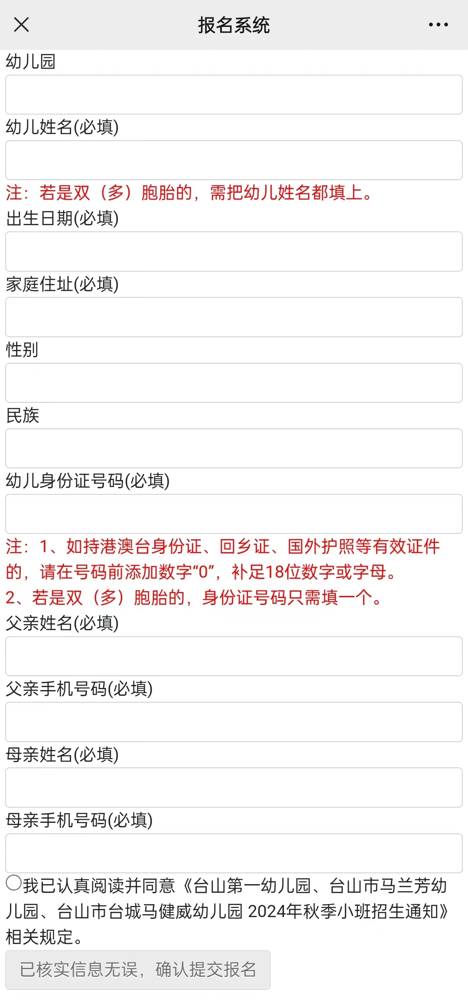 报名系统
幼儿园
幼儿姓名(必填)
注：若是双（多）胞胎的，需把幼儿姓名都填上。
出生日期(必填)
家庭住址(必填)
性别
民族
幼儿身份证号码(必填)
注：1、如持港澳台身份证、回乡证、国外护照等有效证件
的，请在号码前添加数字“0”，补足18位数字或字母。
2、若是双（多）胞胎的，身份证号码只需填一个。
父亲姓名(必填)
父亲手机号码(必填)
母亲姓名(必填)
母亲手机号码(必填)
我已认真阅读并同意《台山第一幼儿园、台山市马兰芳幼
儿园、台山市台城马健威幼儿园 2024年秋季小班招生通知》
相关规定。
已核实信息无误，确认提交报名